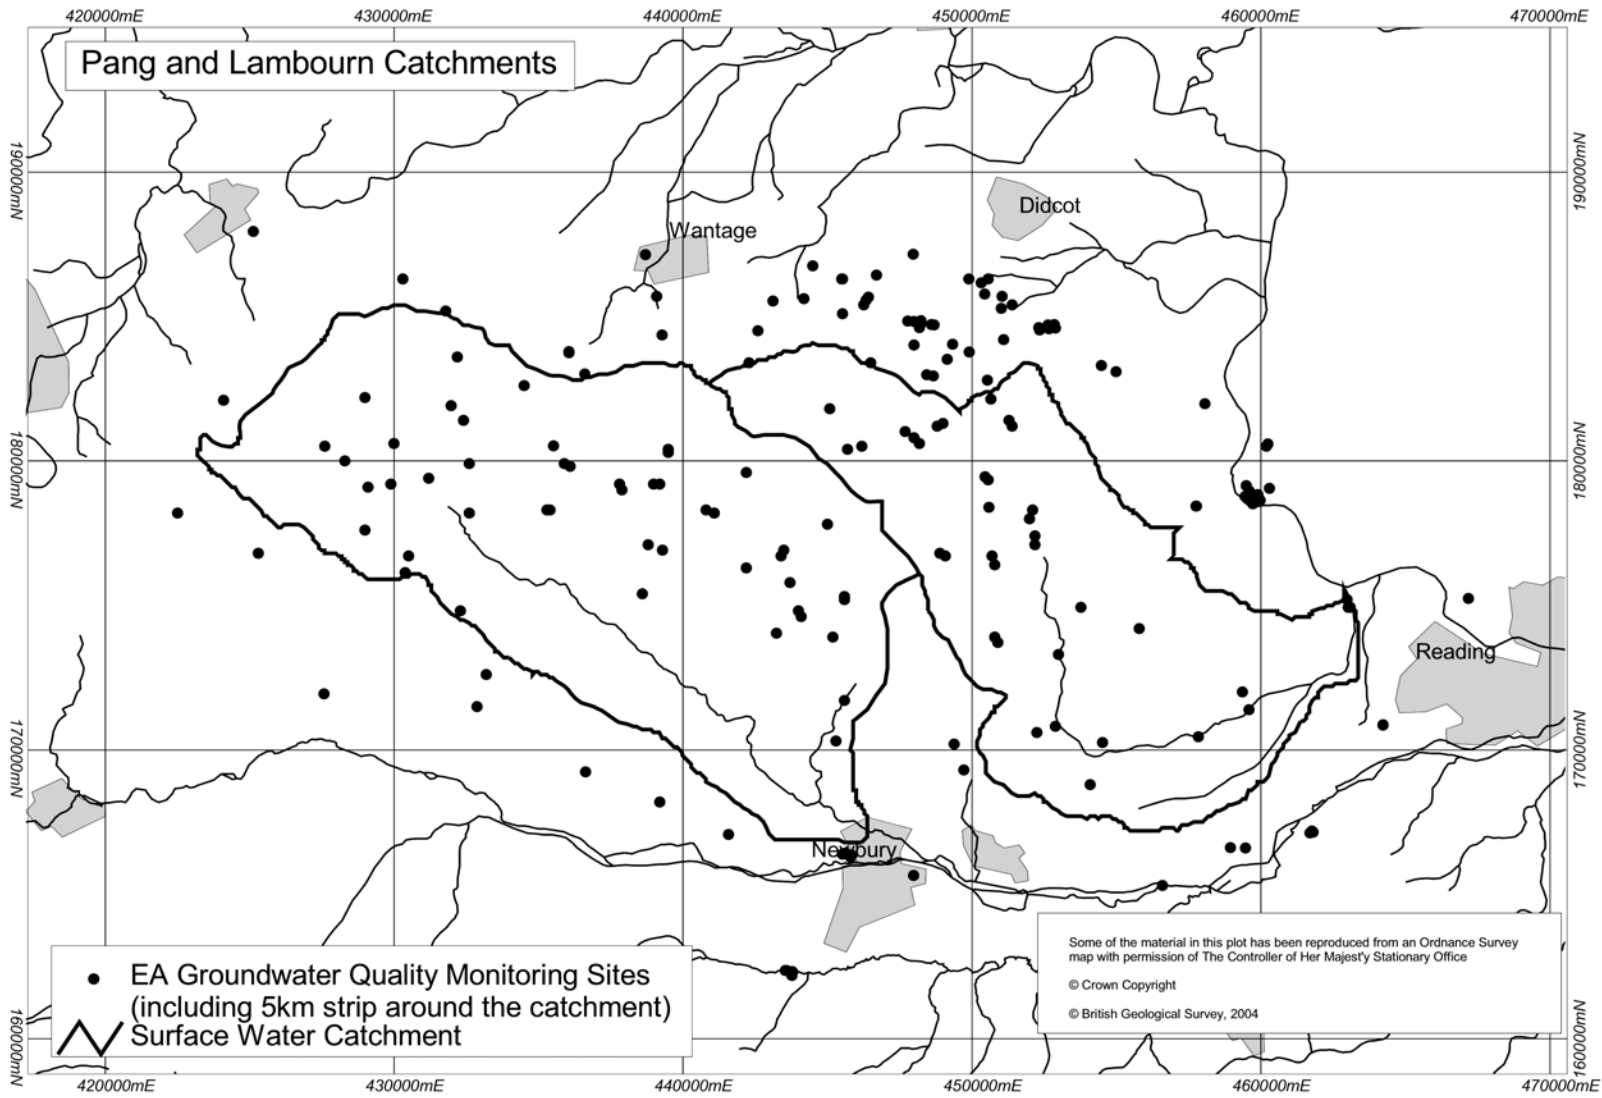 420000mE 430000mE 440000mE 450000mE 460000mE 470000mE
Pang and Lambourn Catchments
190000mN 190000mN
Didcot
Wantage
180000mN 180000mN
Reading
170000mN 170000mN
Newbury
Some of the material in this plot has been reproduced from an Ordnance Survey
map with permission of The Controller of Her Majest'y Stationary Office
© Crown Copyright
© British Geological Survey, 2004
EA Groundwater Quality Monitoring Sites
(including 5km strip around the catchment)
Surface Water Catchment
160000mN 160000mN
420000mE 430000mE 440000mE 450000mE 460000mE 470000mE